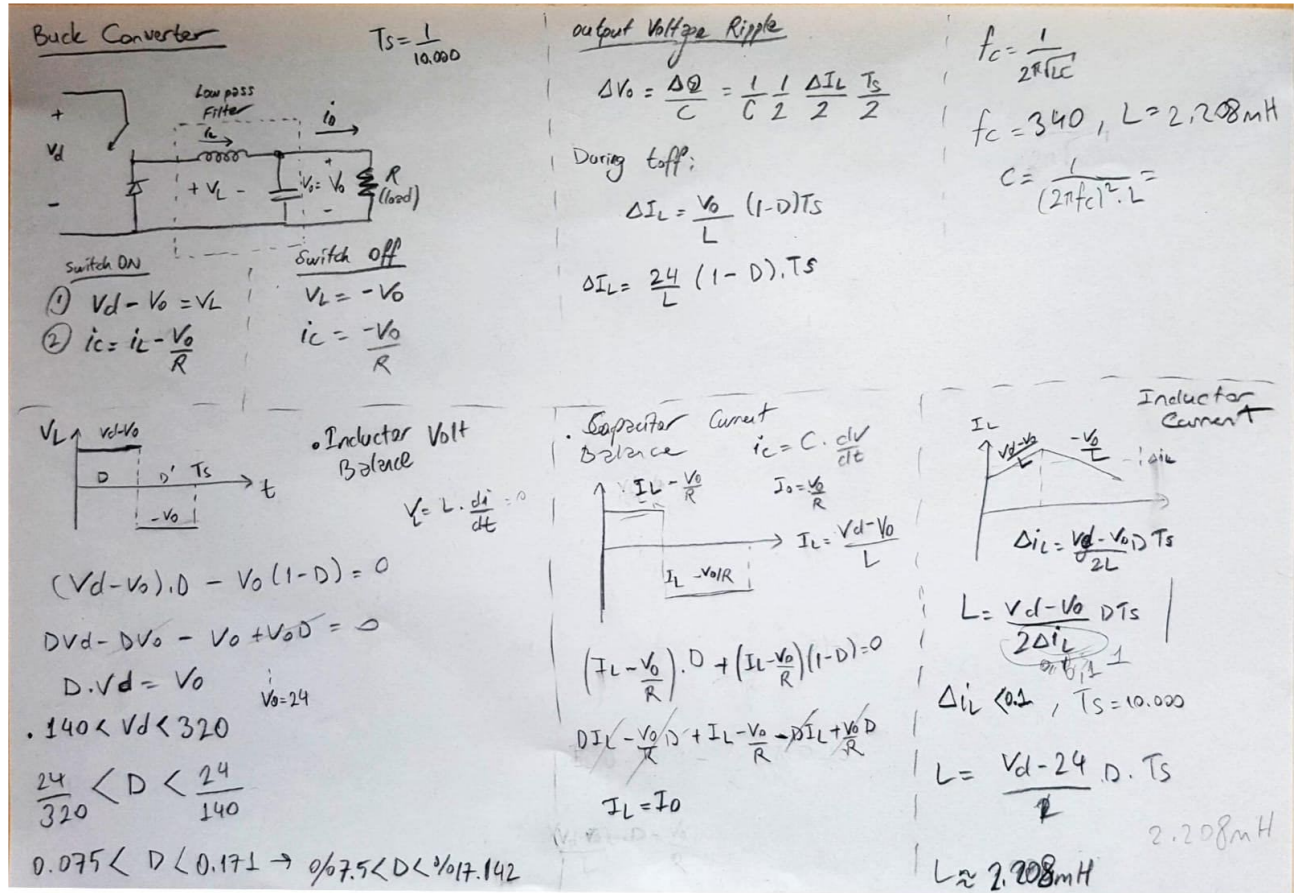 Buck Converter
Ts = 1/10.000
Low pass
Filter
iL
io
+
Vd
-
+ VL -
+
Vo = Vo
-
R
(load)
Switch ON
① Vd - Vo = VL
② ic = iL - Vo/R
Switch off
VL = -Vo
ic = -Vo/R
output Voltage Ripple
ΔVo = ΔQ/C = 1/C 1/2 ΔIL/2 Ts/2
During toff:
ΔIL = Vo/L (1-D)Ts
ΔIL = 24/L (1-D).Ts
fc = 1/2π√LC
fc = 340, L = 2.208mH
C = 1/(2πfc)².L =
VL
Vd-Vo
D
D'
Ts
t
-Vo
• Inductor Volt
Balance
VL = L . di/dt = 0
(Vd-Vo).D - Vo(1-D) = 0
DVd - DVo - Vo + VoD = 0
D.Vd = Vo
Vo=24
• 140 < Vd < 320
24/320 < D < 24/140
0.075 < D < 0.171 → %7.5 < D < %17.142
• Capacitor Current
Balance
ic = C . dv/dt
IL - Vo/R
Io = Vo/R
IL = Vd-Vo/L
IL - Vo/R
(IL - Vo/R).D + (IL - Vo/R)(1-D) = 0
DIL - Vo/R D + IL - Vo/R - DIL + Vo/R D
IL = Io
Inductor
Current
IL
Vd-Vo/L
-Vo/L
ΔiL
ΔiL = Vd-Vo/2L D Ts
L = Vd-Vo/2ΔiL DTs
0,1
1
ΔiL < 0.1, Ts = 10.000
L = Vd-24/1 .D.Ts
2.208mH
L ≈ 2.208mH